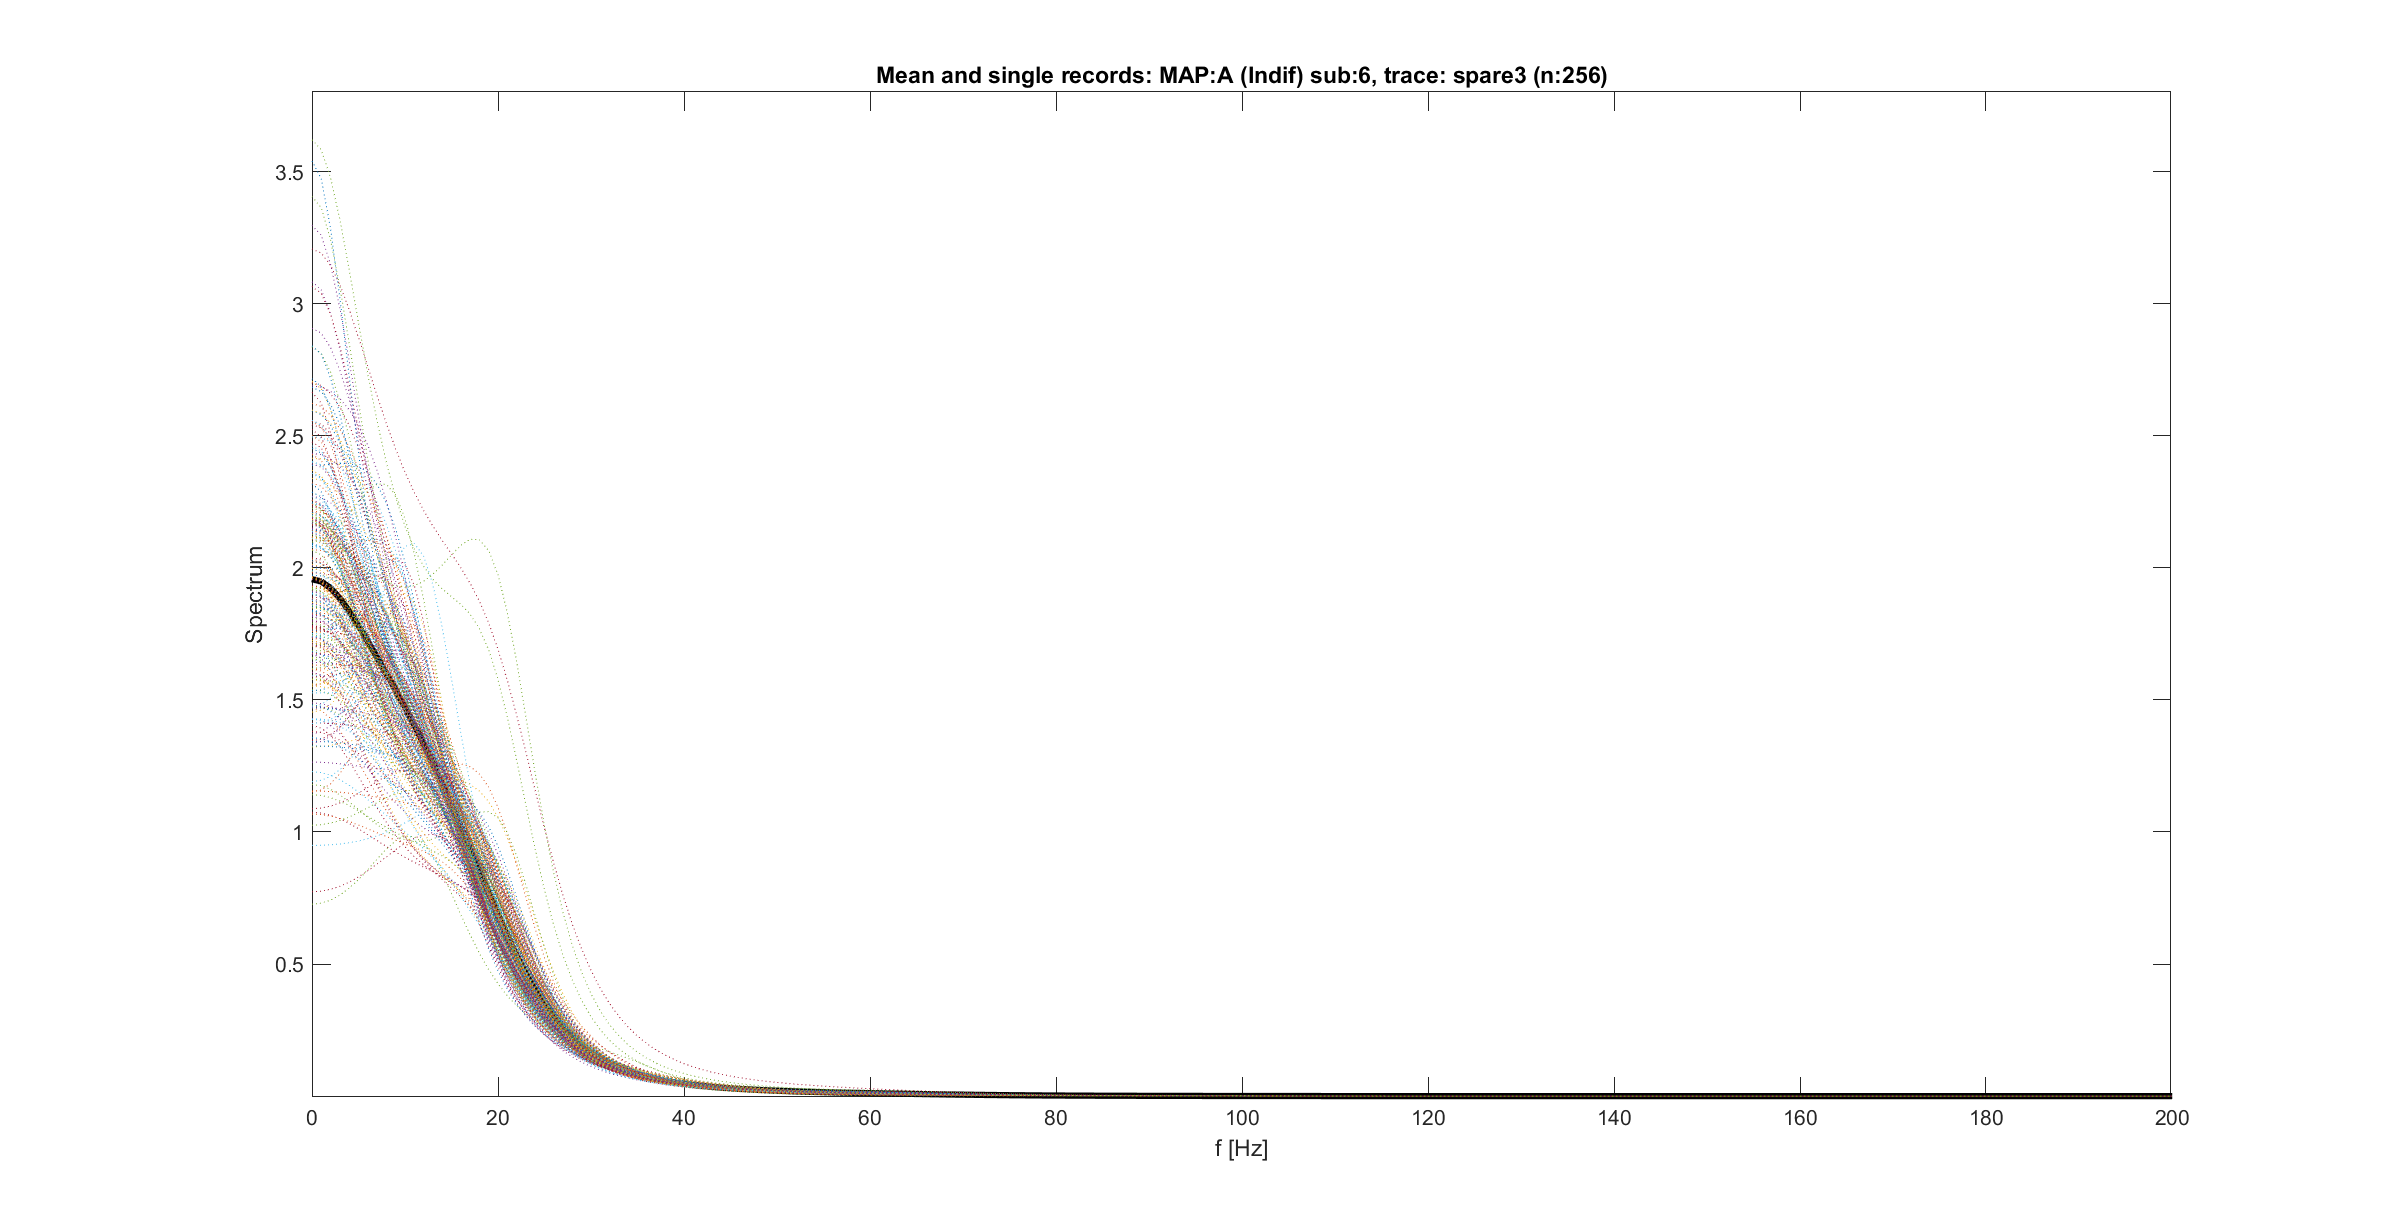 Mean and single records: MAP:A (Indif) sub:6, trace: spare3 (n:256)
3.5
3
2.5
2
1.5
1
0.5
Spectrum
0 20 40 60 80 100 120 140 160 180 200
f [Hz]